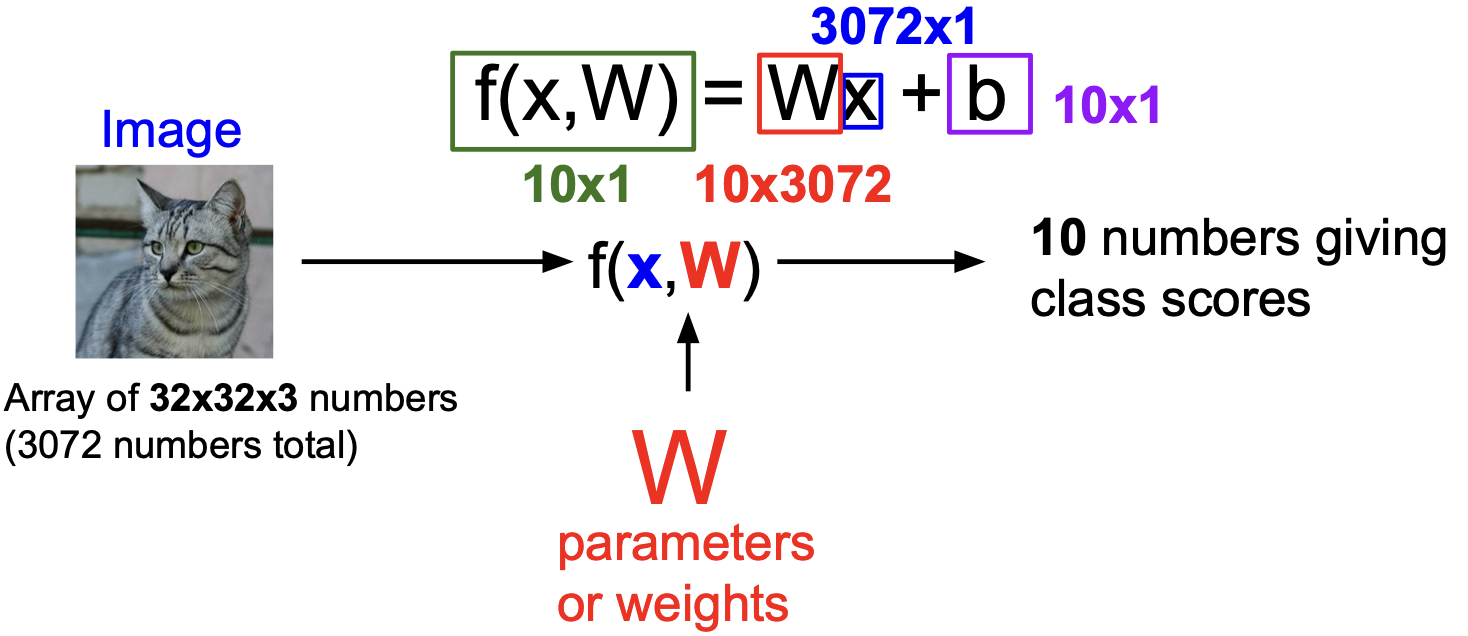 3072x1
f(x,W) = Wx + b 10x1
10x1 10x3072
Image
f(x,W)
10 numbers giving
class scores
Array of 32x32x3 numbers
(3072 numbers total)
W
parameters
or weights